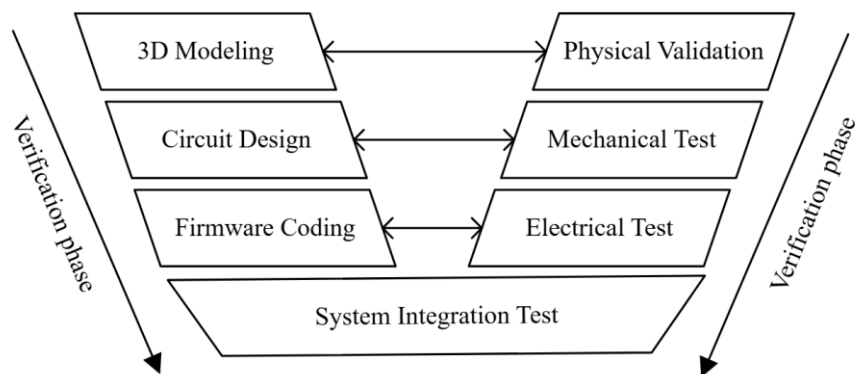 3D Modeling
Physical Validation
Circuit Design
Mechanical Test
Firmware Coding
Electrical Test
System Integration Test
Verification phase
Verification phase